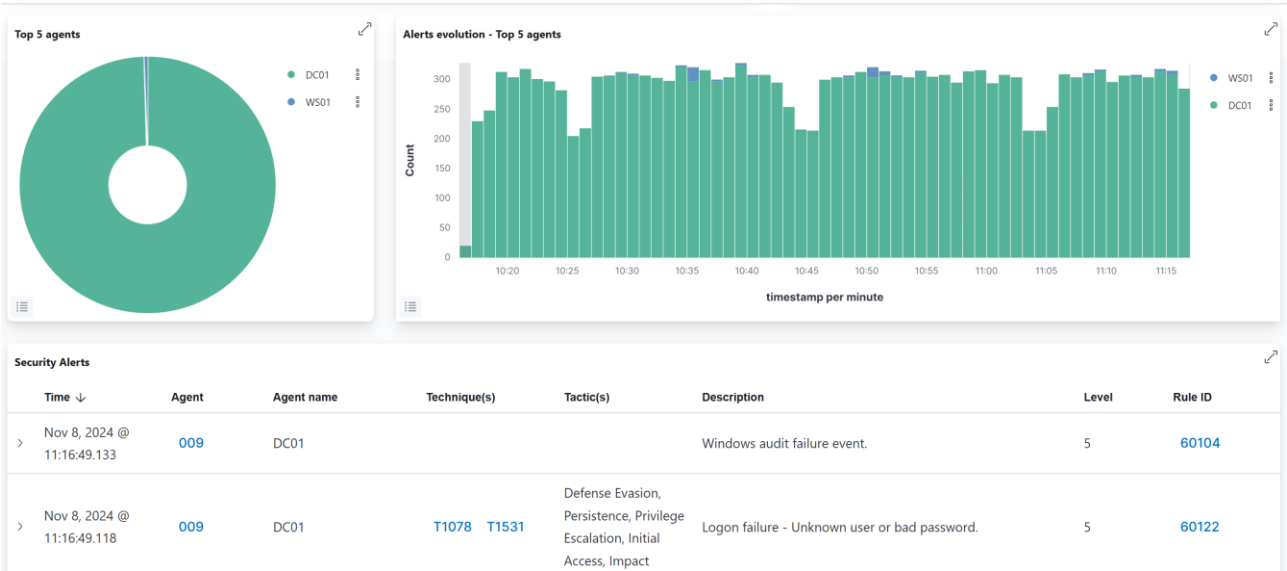 Top 5 agents
DC01
WS01
Alerts evolution - Top 5 agents
Count
300
250
200
150
100
50
0
10:20 10:25 10:30 10:35 10:40 10:45 10:50 10:55 11:00 11:05 11:10 11:15
timestamp per minute
WS01
DC01
Security Alerts
Time ↓ Agent Agent name Technique(s) Tactic(s) Description Level Rule ID
Nov 8, 2024 @
11:16:49.133
009 DC01 Windows audit failure event. 5 60104
Nov 8, 2024 @
11:16:49.118
009 DC01 T1078 T1531
Defense Evasion,
Persistence, Privilege
Escalation, Initial
Access, Impact
Logon failure - Unknown user or bad password. 5 60122